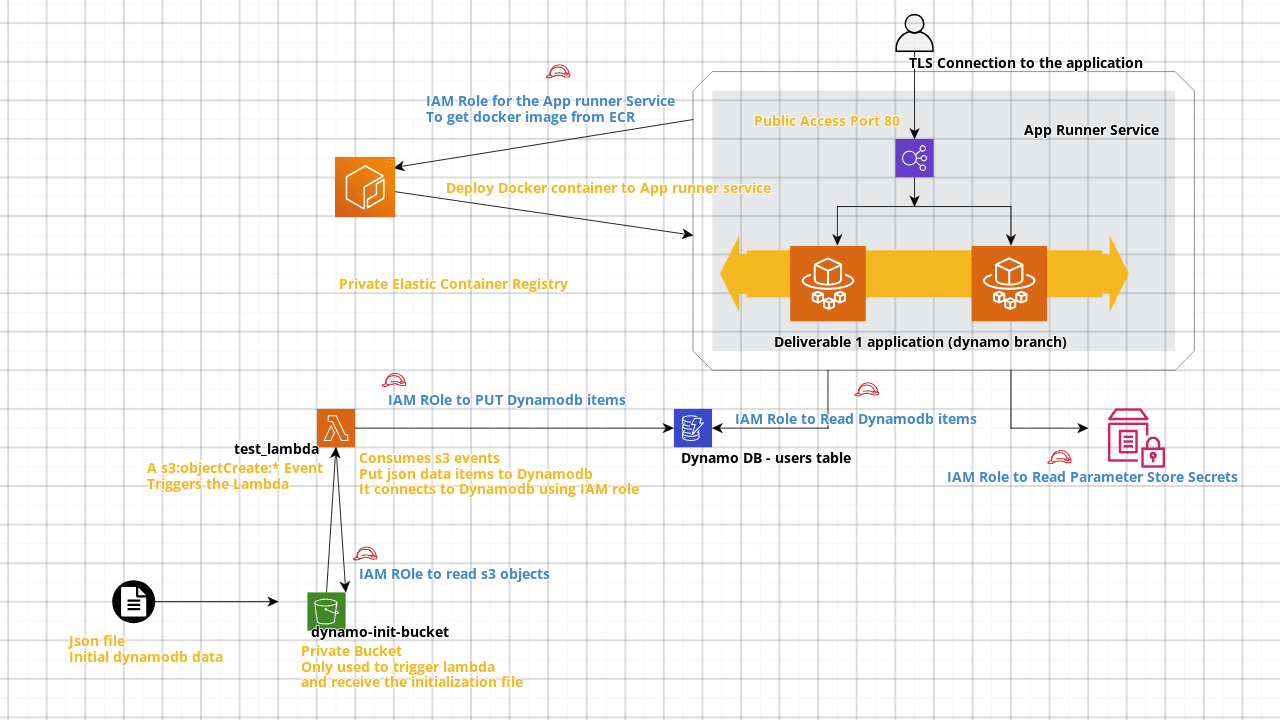 TLS Connection to the application
IAM Role for the App runner Service
To get docker image from ECR
Public Access Port 80
App Runner Service
Deploy Docker container to App runner service
Private Elastic Container Registry
Deliverable 1 application (dynamo branch)
IAM ROle to PUT Dynamodb items
IAM Role to Read Dynamodb items
test_lambda
A s3:objectCreate:* Event
Triggers the Lambda
Consumes s3 events
Put json data items to Dynamodb
It connects to Dynamodb using IAM role
Dynamo DB - users table
IAM Role to Read Parameter Store Secrets
IAM ROle to read s3 objects
Json file
Initial dynamodb data
dynamo-init-bucket
Private Bucket
Only used to trigger lambda
and receive the initialization file